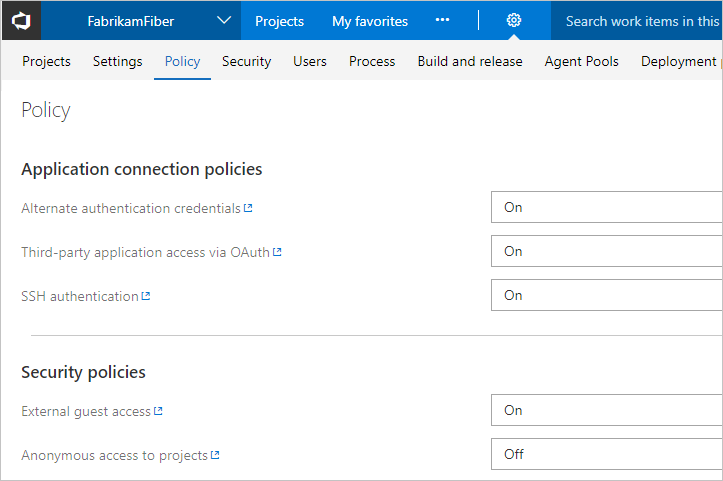 FabrikamFiber Projects My favorites ••• Search work items in this
Projects Settings Policy Security Users Process Build and release Agent Pools Deployment
Policy
Application connection policies
Alternate authentication credentials On
Third-party application access via OAuth On
SSH authentication On
Security policies
External guest access On
Anonymous access to projects Off